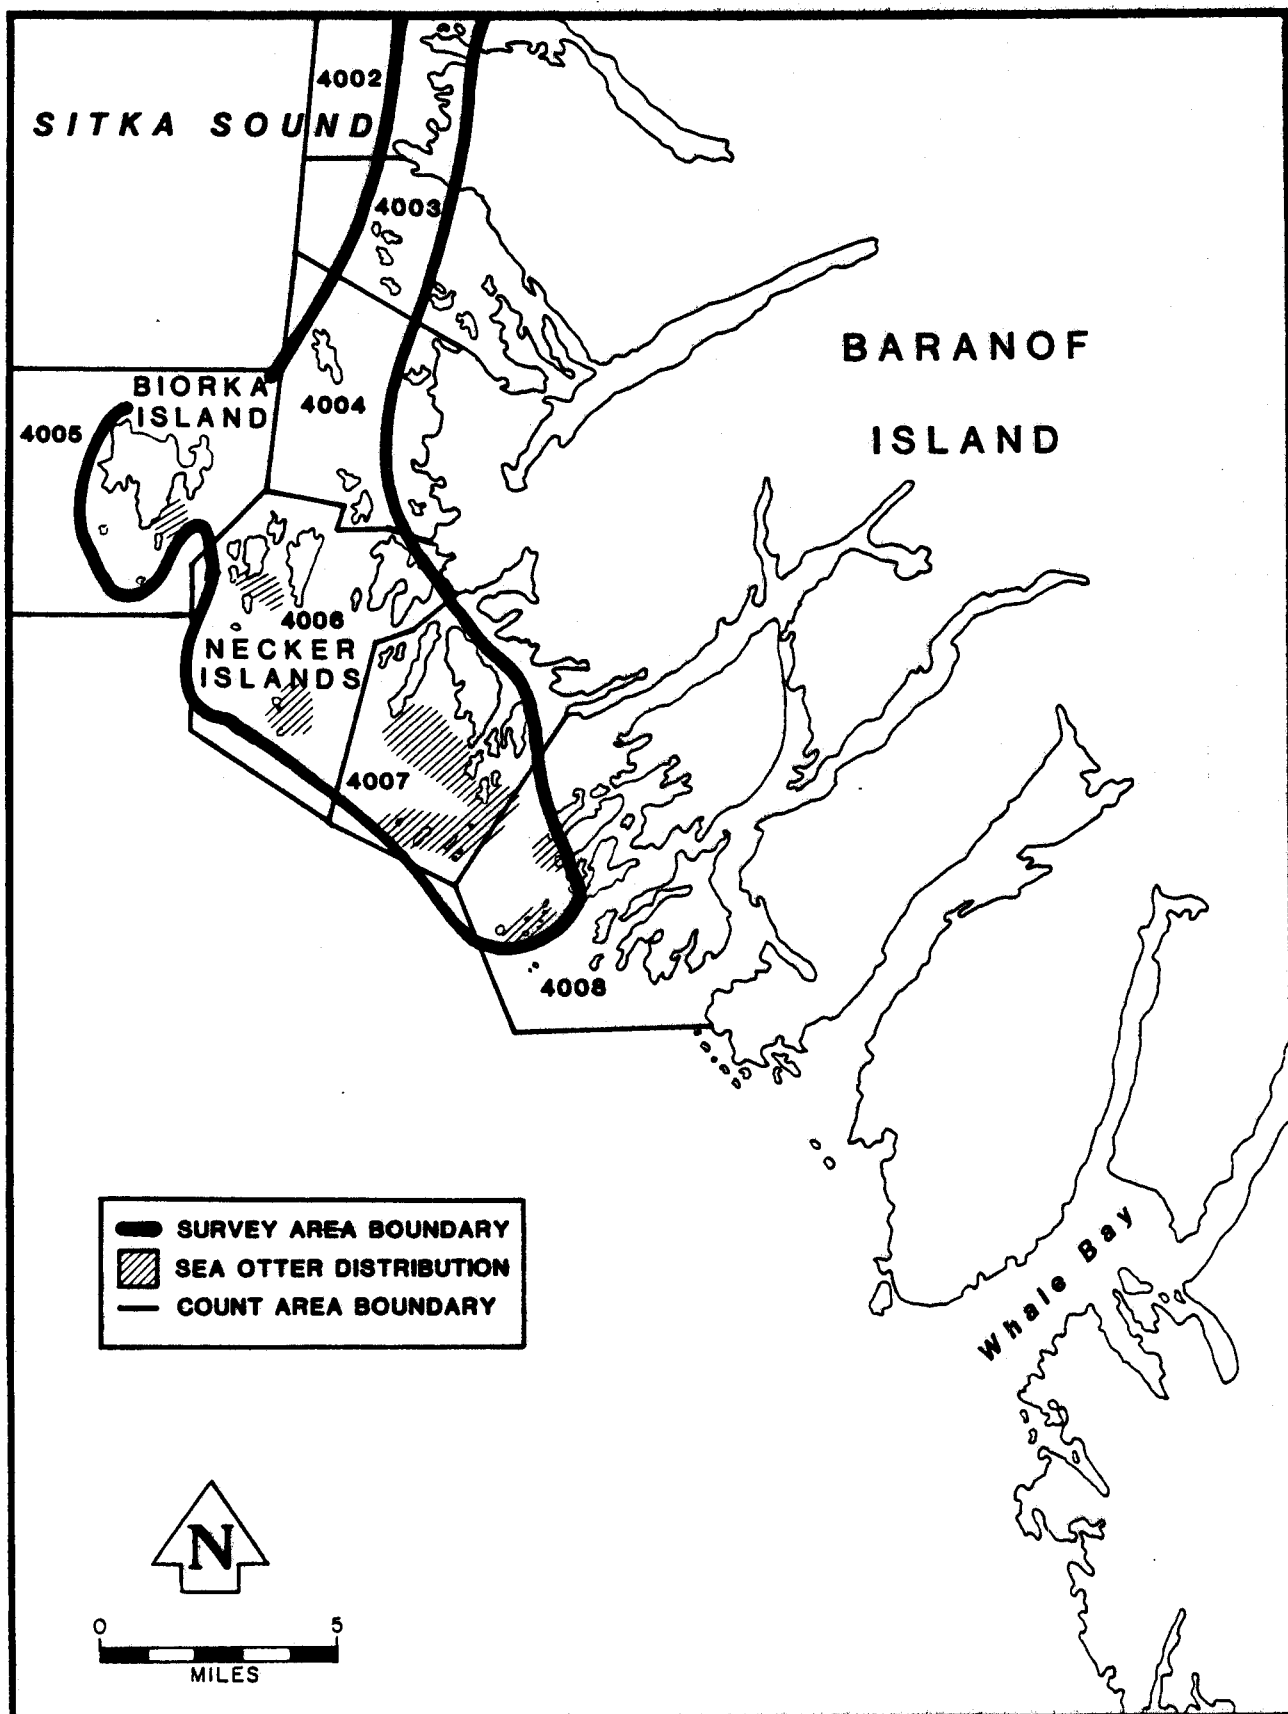 4002
SITKA SOUND
4003
BARANOF
ISLAND
BIORKA
ISLAND
4004
4005
4006
NECKER
ISLANDS
4007
4008
SURVEY AREA BOUNDARY
SEA OTTER DISTRIBUTION
COUNT AREA BOUNDARY
Whale Bay
N
0 5
MILES